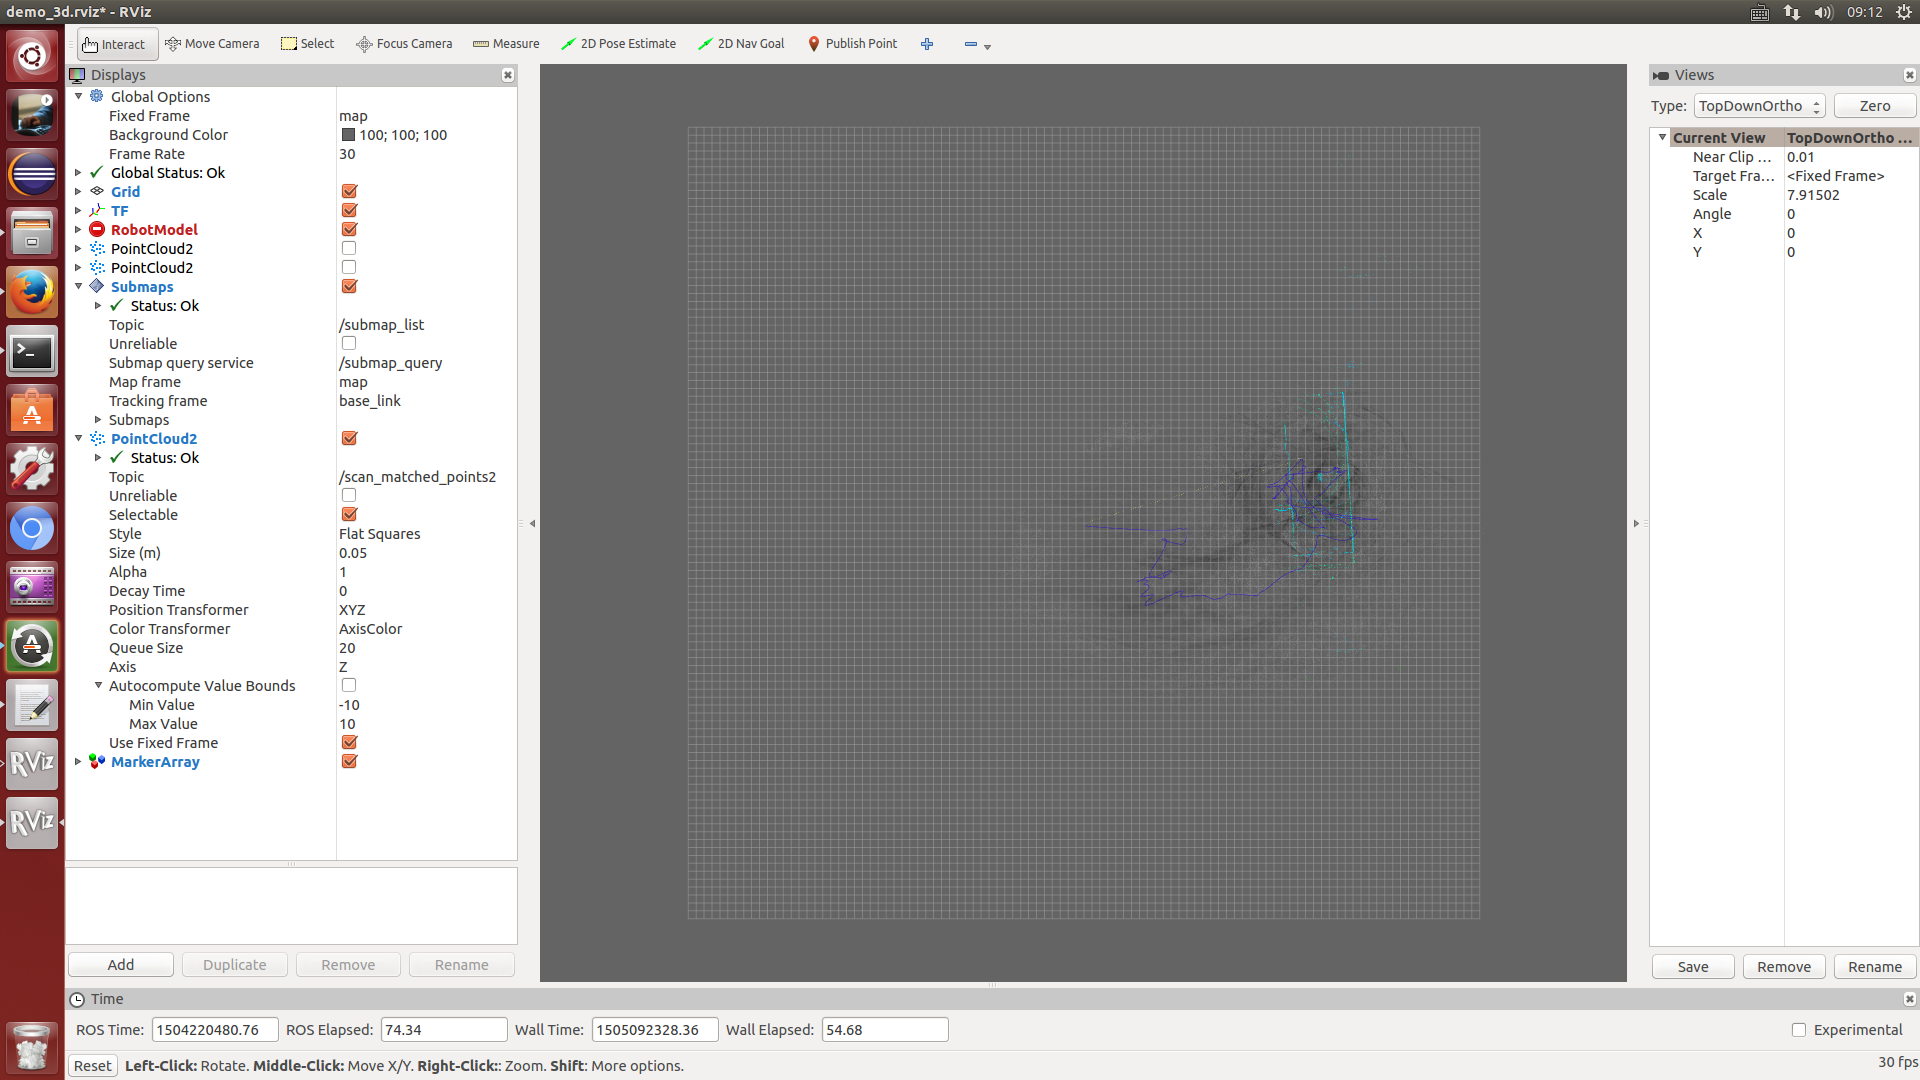 demo_3d.rviz* - RViz
09:12
Interact Move Camera Select Focus Camera Measure 2D Pose Estimate 2D Nav Goal Publish Point
Displays
Global Options
Fixed Frame map
Background Color 100; 100; 100
Frame Rate 30
Global Status: Ok
Grid
TF
RobotModel
PointCloud2
PointCloud2
Submaps
Status: Ok
Topic /submap_list
Unreliable
Submap query service /submap_query
Map frame map
Tracking frame base_link
Submaps
PointCloud2
Status: Ok
Topic /scan_matched_points2
Unreliable
Selectable
Style Flat Squares
Size (m) 0.05
Alpha 1
Decay Time 0
Position Transformer XYZ
Color Transformer AxisColor
Queue Size 20
Axis Z
Autocompute Value Bounds
Min Value -10
Max Value 10
Use Fixed Frame
MarkerArray
Add Duplicate Remove Rename
RViz
RViz
Views
Type: TopDownOrtho Zero
Current View TopDownOrtho ...
Near Clip ... 0.01
Target Fra... <Fixed Frame>
Scale 7.91502
Angle 0
X 0
Y 0
Save Remove Rename
Time
ROS Time: 1504220480.76 ROS Elapsed: 74.34 Wall Time: 1505092328.36 Wall Elapsed: 54.68 Experimental
Reset Left-Click: Rotate. Middle-Click: Move X/Y. Right-Click:: Zoom. Shift: More options. 30 fps